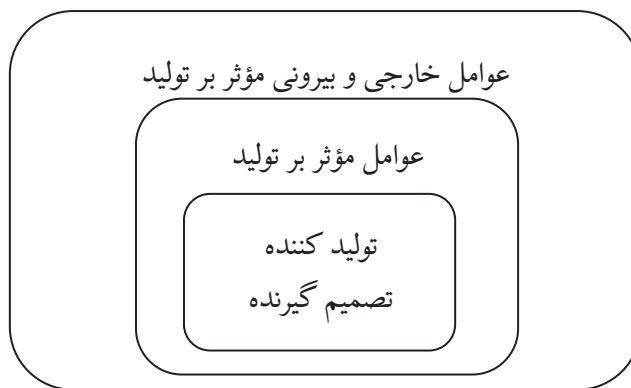 عوامل خارجی و بیرونی مؤثر بر تولید
عوامل مؤثر بر تولید
تولید کننده
تصمیم گیرنده